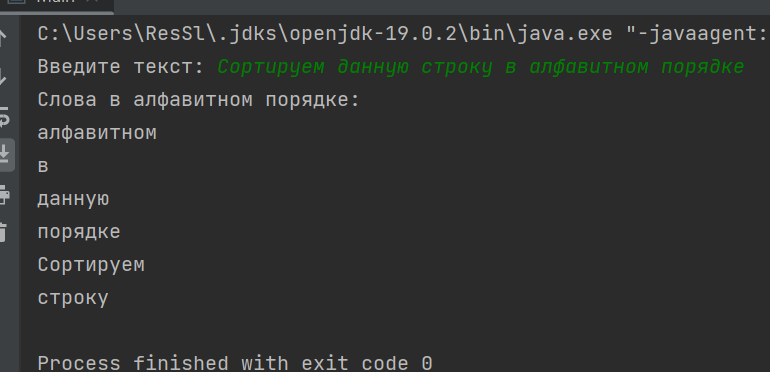 Main
C:\Users\ResSl\.jdks\openjdk-19.0.2\bin\java.exe "-javaagent:
Введите текст: Сортируем данную строку в алфавитном порядке
Слова в алфавитном порядке:
алфавитном
в
данную
порядке
Сортируем
строку
Process finished with exit code 0